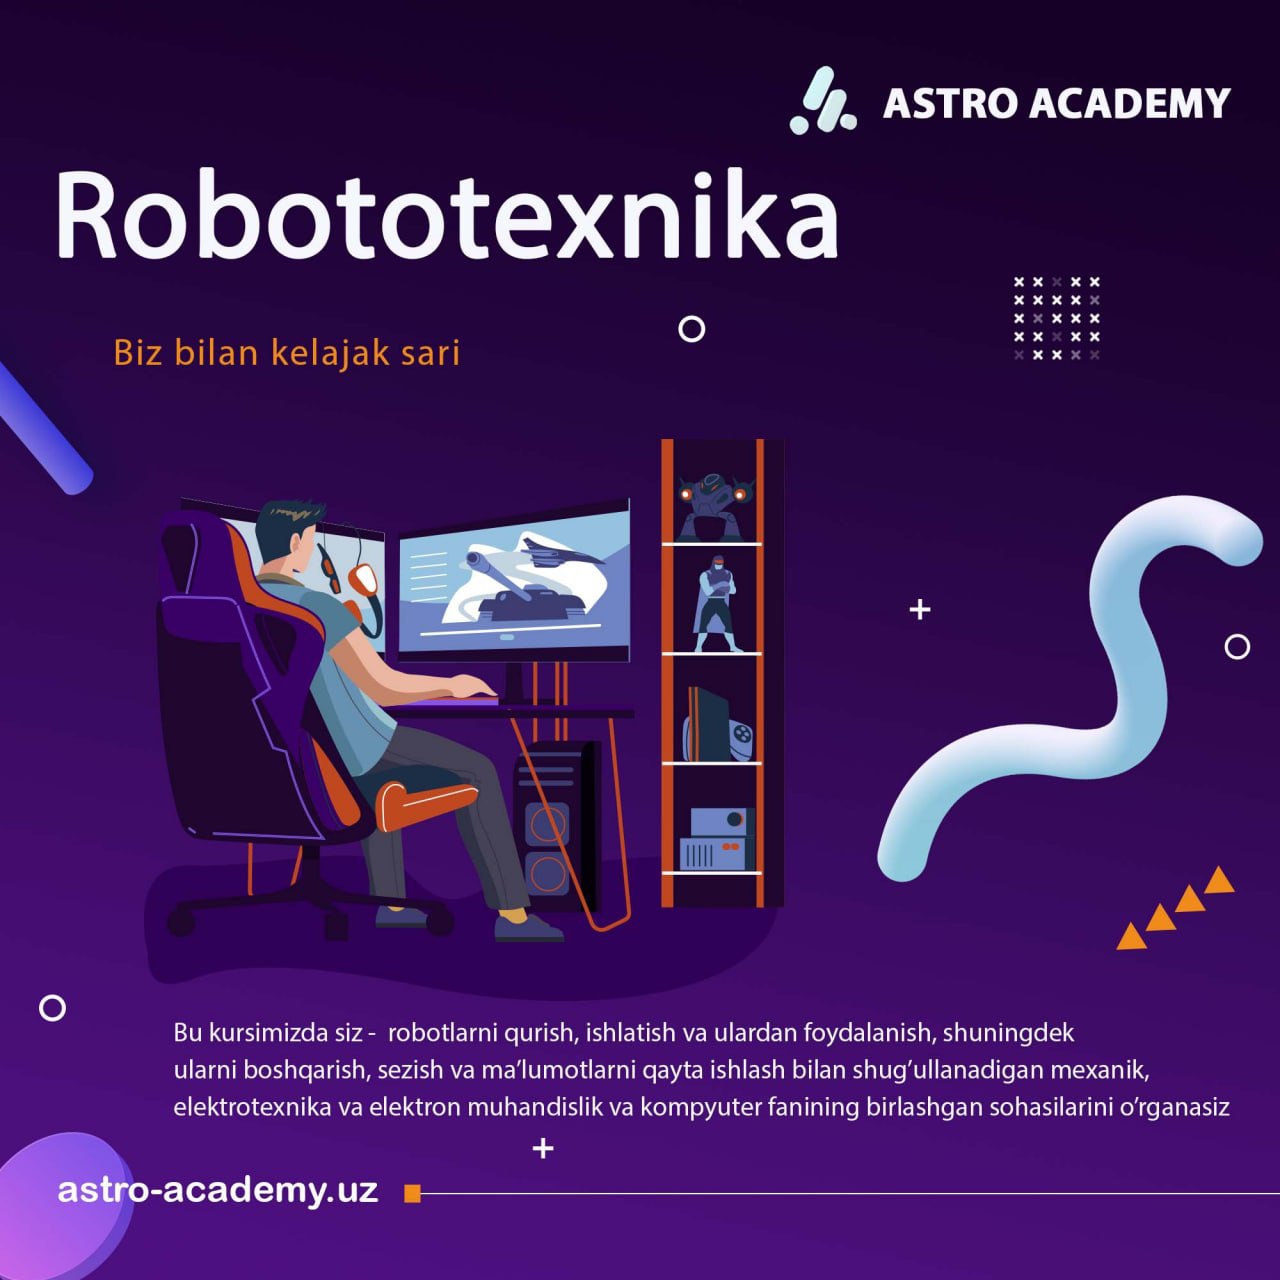 ASTRO ACADEMY
Robototexnika
Biz bilan kelajak sari
Bu kursimizda siz - robotlarni qurish, ishlatish va ulardan foydalanish, shuningdek
ularni boshqarish, sezish va ma’lumotlarni qayta ishlash bilan shug’ullanadigan mexanik,
elektrotexnika va elektron muhandislik va kompyuter fanining birlashgan sohasilarini o’rganasiz
astro-academy.uz